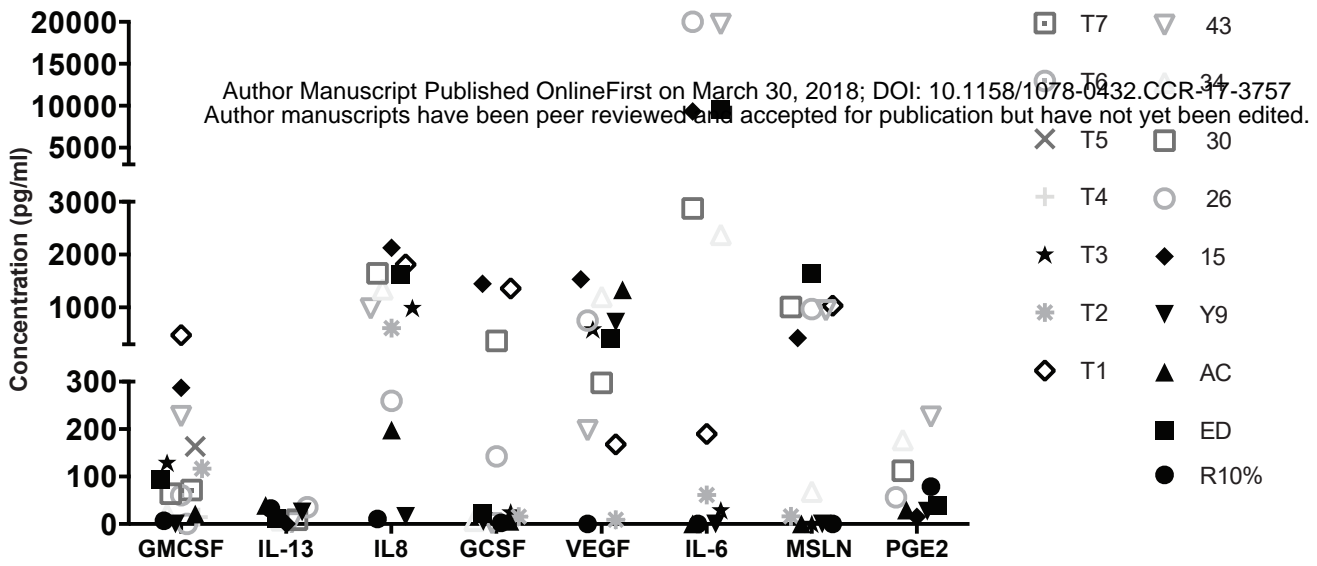 20000
15000
10000
5000
3000
2000
1000
300
200
100
0
Concentration (pg/ml)
GMCSF IL-13 IL8 GCSF VEGF IL-6 MSLN PGE2
Author Manuscript Published OnlineFirst on March 30, 2018; DOI: 10.1158/1078-0432.CCR-17-3757
Author manuscripts have been peer reviewed and accepted for publication but have not yet been edited.
T7 43
T6 34
T5 30
T4 26
T3 15
T2 Y9
T1 AC
ED
R10%